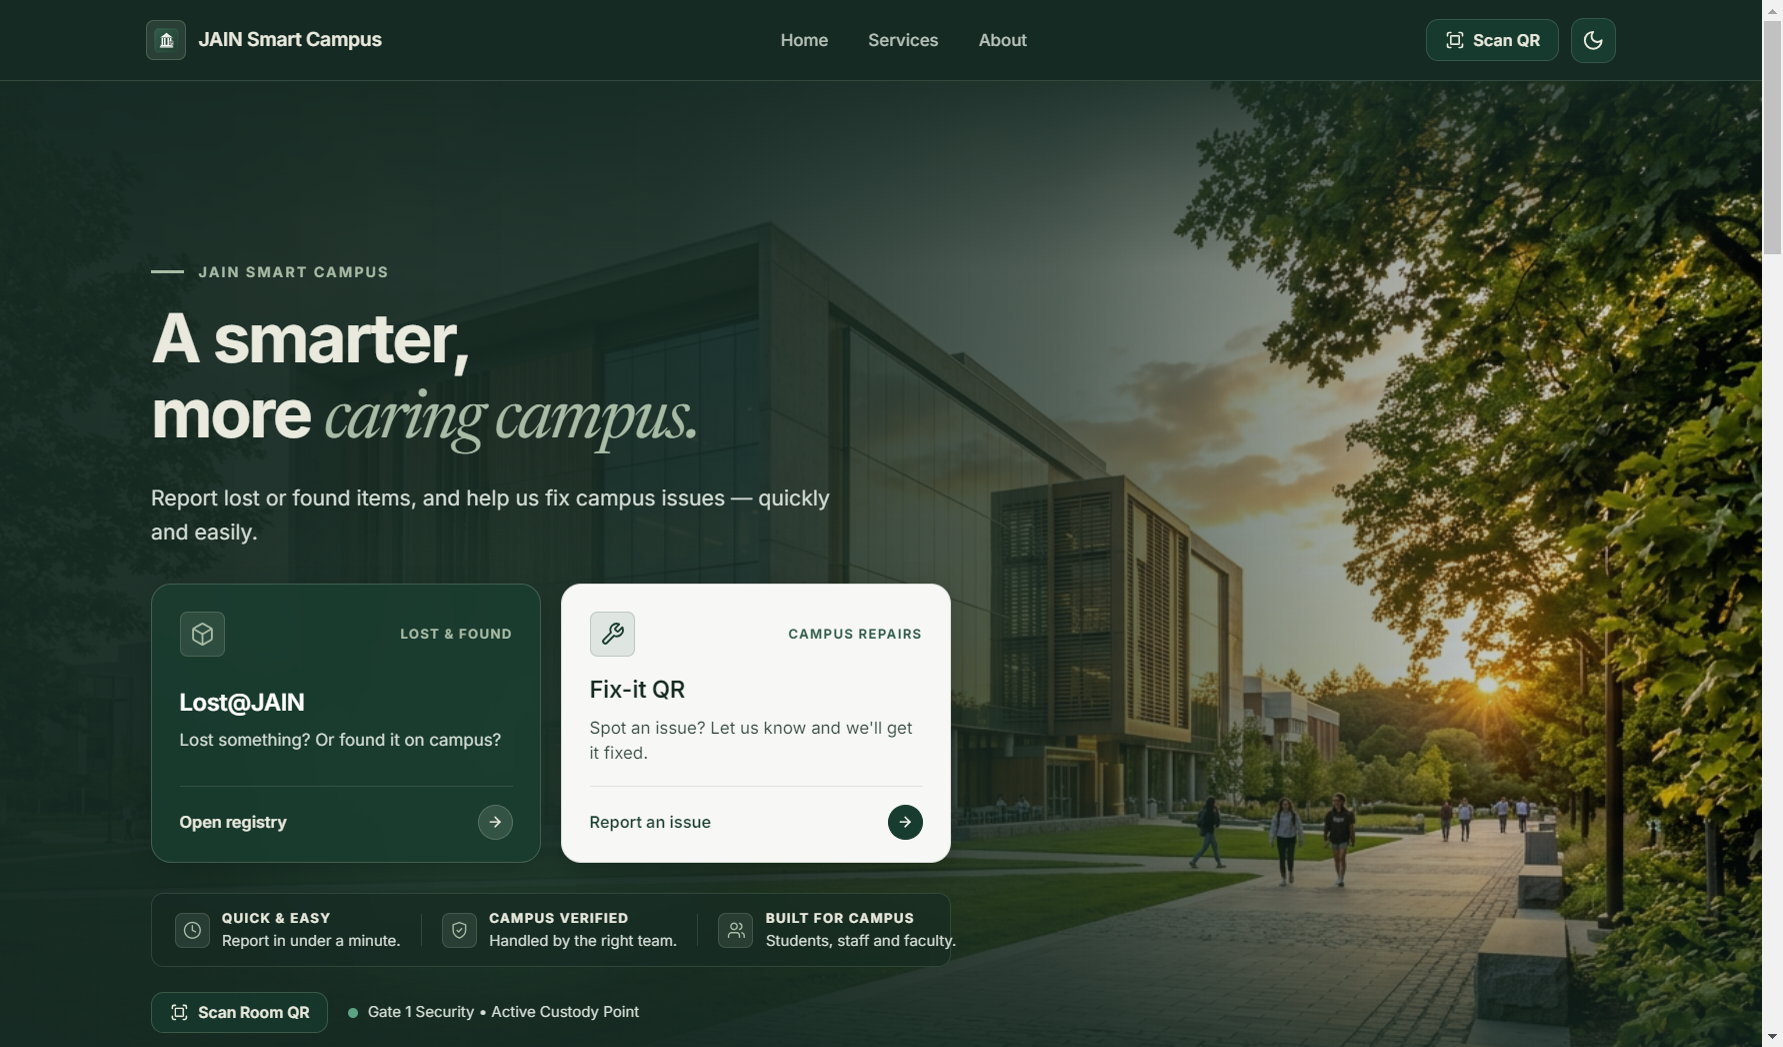 JAIN Smart Campus
Home
Services
About
Scan QR
JAIN SMART CAMPUS
A smarter,
more caring campus.
Report lost or found items, and help us fix campus issues — quickly
and easily.
LOST & FOUND
Lost@JAIN
Lost something? Or found it on campus?
Open registry
CAMPUS REPAIRS
Fix-it QR
Spot an issue? Let us know and we'll get
it fixed.
Report an issue
QUICK & EASY
Report in under a minute.
CAMPUS VERIFIED
Handled by the right team.
BUILT FOR CAMPUS
Students, staff and faculty.
Scan Room QR
Gate 1 Security • Active Custody Point